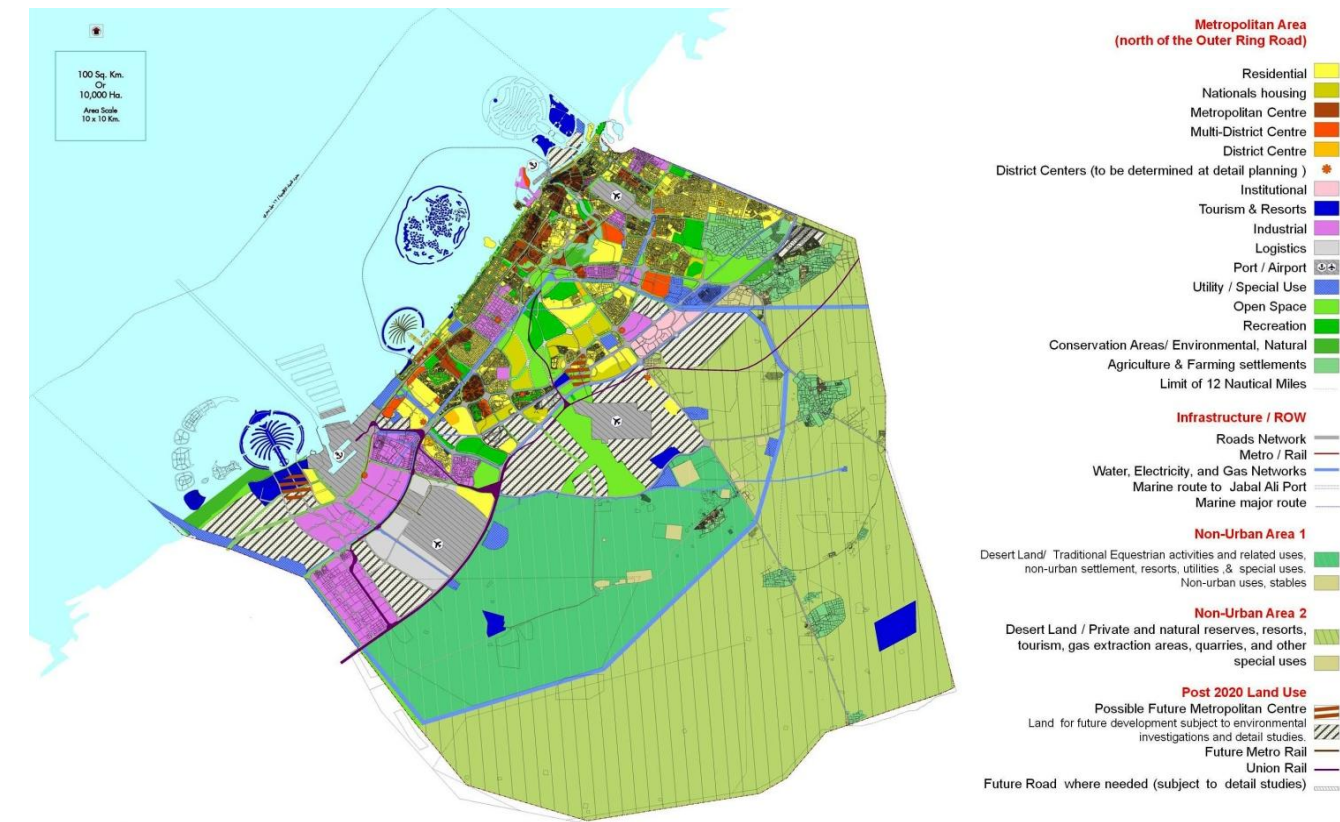 100 Sq. Km.
Or
10,000 Ha.
Area Scale
10 x 10 Km.
Metropolitan Area
(north of the Outer Ring Road)
Residential
Nationals housing
Metropolitan Centre
Multi-District Centre
District Centre
District Centers (to be determined at detail planning )
Institutional
Tourism & Resorts
Industrial
Logistics
Port / Airport
Utility / Special Use
Open Space
Recreation
Conservation Areas/ Environmental, Natural
Agriculture & Farming settlements
Limit of 12 Nautical Miles
Infrastructure / ROW
Roads Network
Metro / Rail
Water, Electricity, and Gas Networks
Marine route to Jabal Ali Port
Marine major route
Non-Urban Area 1
Desert Land/ Traditional Equestrian activities and related uses,
non-urban settlement, resorts, utilities ,& special uses.
Non-urban uses, stables
Non-Urban Area 2
Desert Land / Private and natural reserves, resorts,
tourism, gas extraction areas, quarries, and other
special uses
Post 2020 Land Use
Possible Future Metropolitan Centre
Land for future development subject to environmental
investigations and detail studies.
Future Metro Rail
Union Rail
Future Road where needed (subject to detail studies)